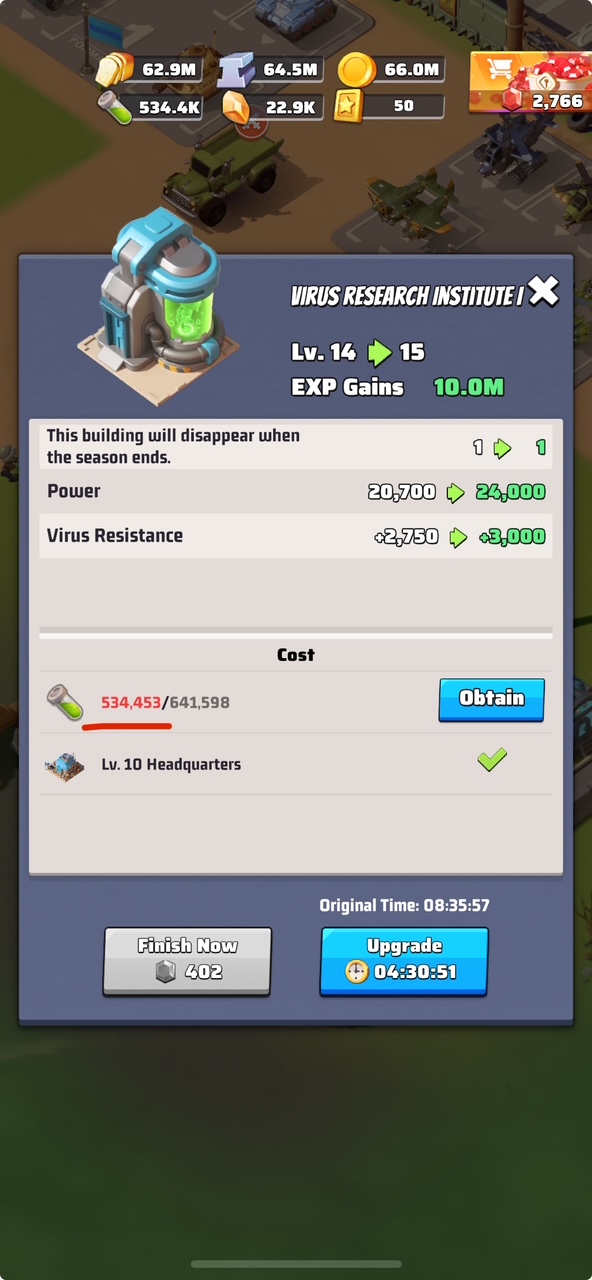 62.9M
64.5M
66.0M
534.4K
22.9K
50
2,766
VIRUS RESEARCH INSTITUTE I
Lv. 14 15
EXP Gains 10.0M
This building will disappear when
the season ends.
1 1
Power 20,700 24,000
Virus Resistance +2,750 +3,000
Cost
534,453/641,598
Obtain
Lv. 10 Headquarters
Original Time: 08:35:57
Finish Now
402
Upgrade
04:30:51